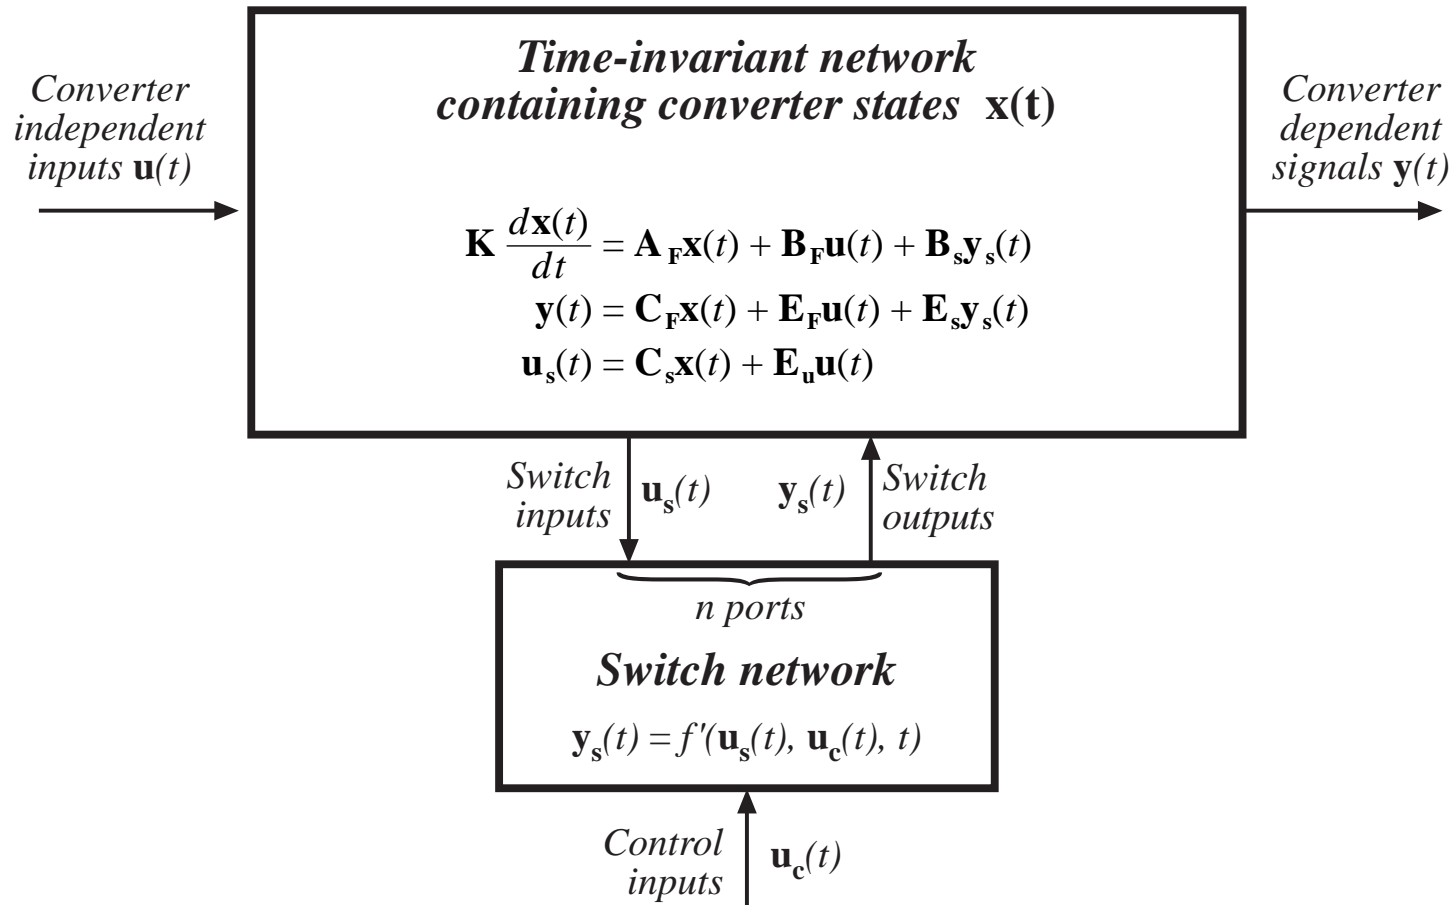 Time-invariant network
containing converter states x(t)
Converter
independent
inputs u(t)
Converter
dependent
signals y(t)
K dx(t)/dt = A_F x(t) + B_F u(t) + B_s y_s(t)
y(t) = C_F x(t) + E_F u(t) + E_s y_s(t)
u_s(t) = C_s x(t) + E_u u(t)
Switch
inputs
u_s(t)
y_s(t)
Switch
outputs
n ports
Switch network
y_s(t) = f'(u_s(t), u_c(t), t)
Control
inputs
u_c(t)